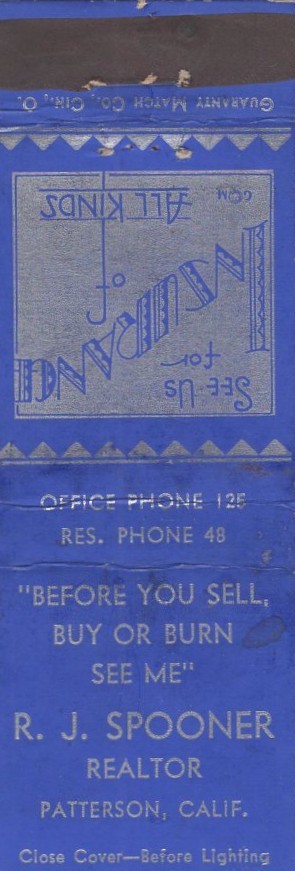 GUARANTY MATCH CO., CIN., O.
SEE US
for
INSURANCE
of
ALL KINDS
GQM
OFFICE PHONE 125
RES. PHONE 48
"BEFORE YOU SELL,
BUY OR BURN
SEE ME"
R. J. SPOONER
REALTOR
PATTERSON, CALIF.
Close Cover—Before Lighting